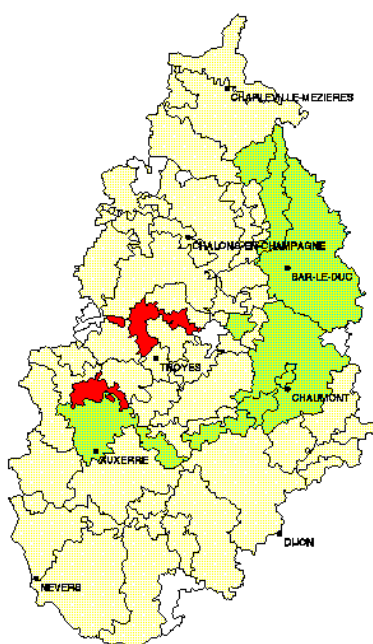 CHARLEVILLE-MEZIERES
CHALONS-EN-CHAMPAGNE
BAR-LE-DUC
TROYES
CHAUMONT
AUXERRE
DIJON
NEVERS